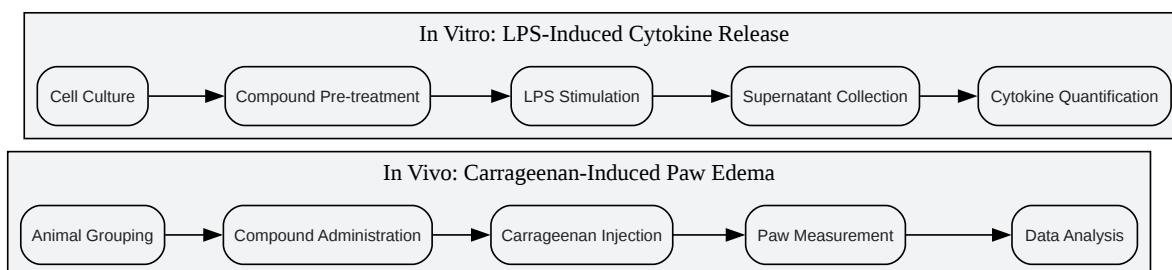 In Vitro: LPS-Induced Cytokine Release
Cell Culture
Compound Pre-treatment
LPS Stimulation
Supernatant Collection
Cytokine Quantification
In Vivo: Carrageenan-Induced Paw Edema
Animal Grouping
Compound Administration
Carrageenan Injection
Paw Measurement
Data Analysis